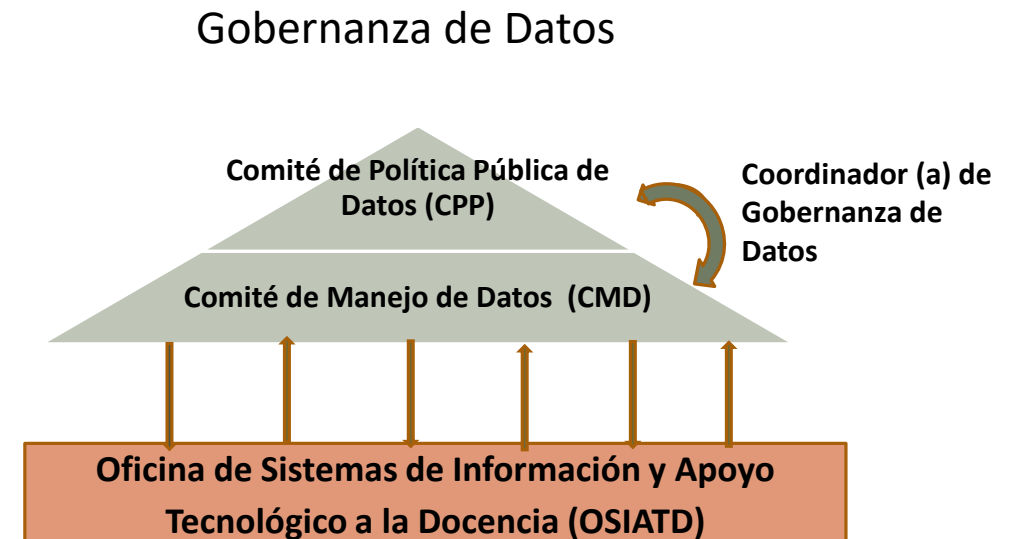 Gobernanza de Datos
Comité de Política Pública de
Datos (CPP)
Coordinador (a) de
Gobernanza de
Datos
Comité de Manejo de Datos (CMD)
Oficina de Sistemas de Información y Apoyo
Tecnológico a la Docencia (OSIATD)